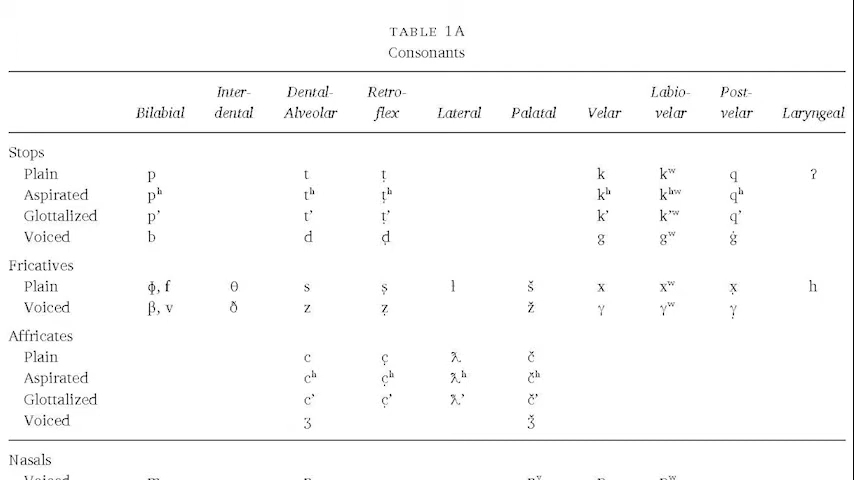 TABLE 1A
Consonants
Inter- Dental- Retro- Labio- Post-
Bilabial dental Alveolar flex Lateral Palatal Velar velar velar Laryngeal
Stops
Plain p t ṭ k kʷ q ʔ
Aspirated pʰ tʰ ṭʰ kʰ kʰʷ qʰ
Glottalized p’ t’ ṭ’ k’ k’ʷ q’
Voiced b d ḍ g gʷ ġ
Fricatives
Plain ɸ, f θ s ṣ ł š x xʷ x̣ h
Voiced β, v ð z ẓ ž γ γʷ γ̣
Affricates
Plain c c̣ ƛ č
Aspirated cʰ c̣ʰ ƛʰ čʰ
Glottalized c’ c̣’ ƛ’ č’
Voiced ʒ ǯ
Nasals
Voiced